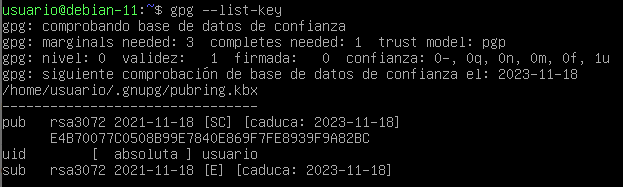 usuario@debian-11:~$ gpg --list-key
gpg: comprobando base de datos de confianza
gpg: marginals needed: 3  completes needed: 1  trust model: pgp
gpg: nivel: 0  validez:   1  firmada:   0  confianza: 0-, 0q, 0n, 0m, 0f, 1u
gpg: siguiente comprobación de base de datos de confianza el: 2023-11-18
/home/usuario/.gnupg/pubring.kbx
--------------------------------
pub   rsa3072 2021-11-18 [SC] [caduca: 2023-11-18]
      E4B70077C0508B99E7840E869F7FE8939F9A82BC
uid        [  absoluta ] usuario
sub   rsa3072 2021-11-18 [E] [caduca: 2023-11-18]